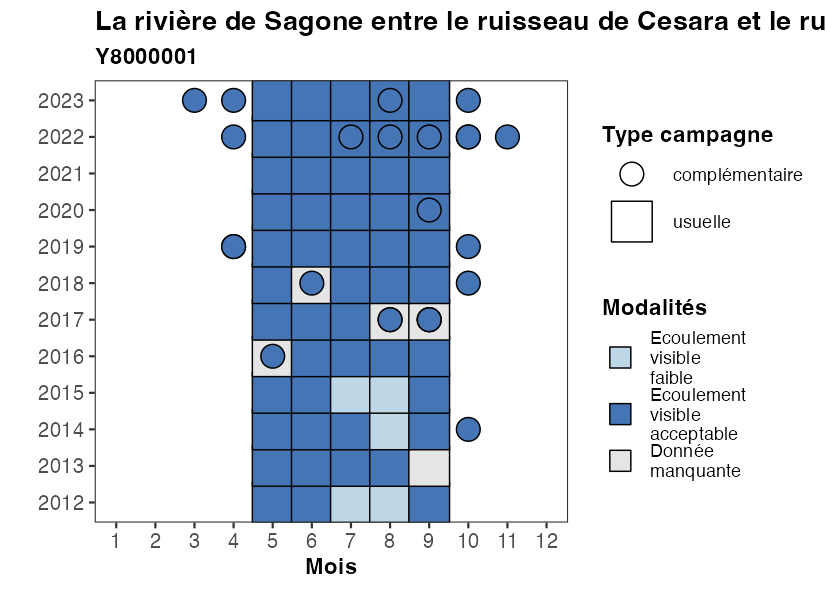 La rivière de Sagone entre le ruisseau de Cesara et le ru
Y8000001
2023
2022
2021
2020
2019
2018
2017
2016
2015
2014
2013
2012
1 2 3 4 5 6 7 8 9 10 11 12
Mois
Type campagne
complémentaire
usuelle
Modalités
Ecoulement
visible
faible
Ecoulement
visible
acceptable
Donnée
manquante